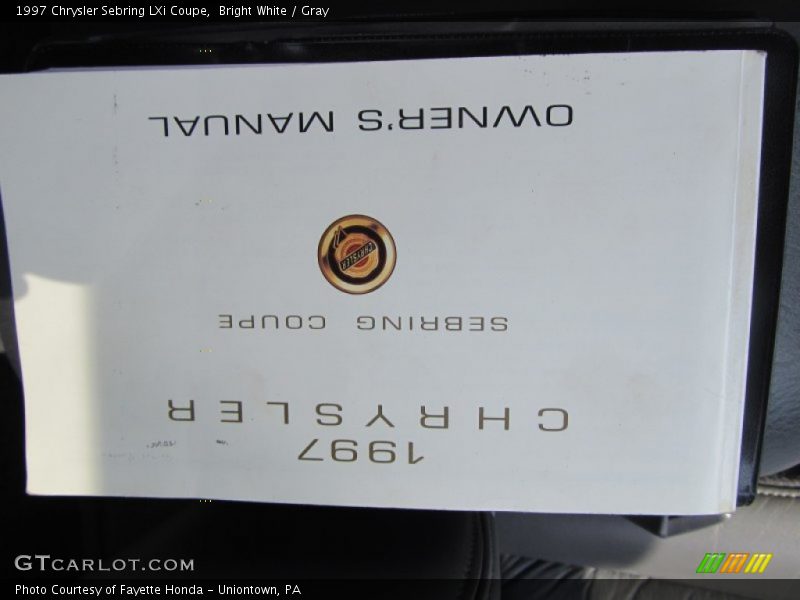 1997 Chrysler Sebring LXi Coupe, Bright White / Gray
1997
CHRYSLER
SEBRING COUPE
CHRYSLER
OWNER'S MANUAL
GTCARLOT.COM
Photo Courtesy of Fayette Honda - Uniontown, PA